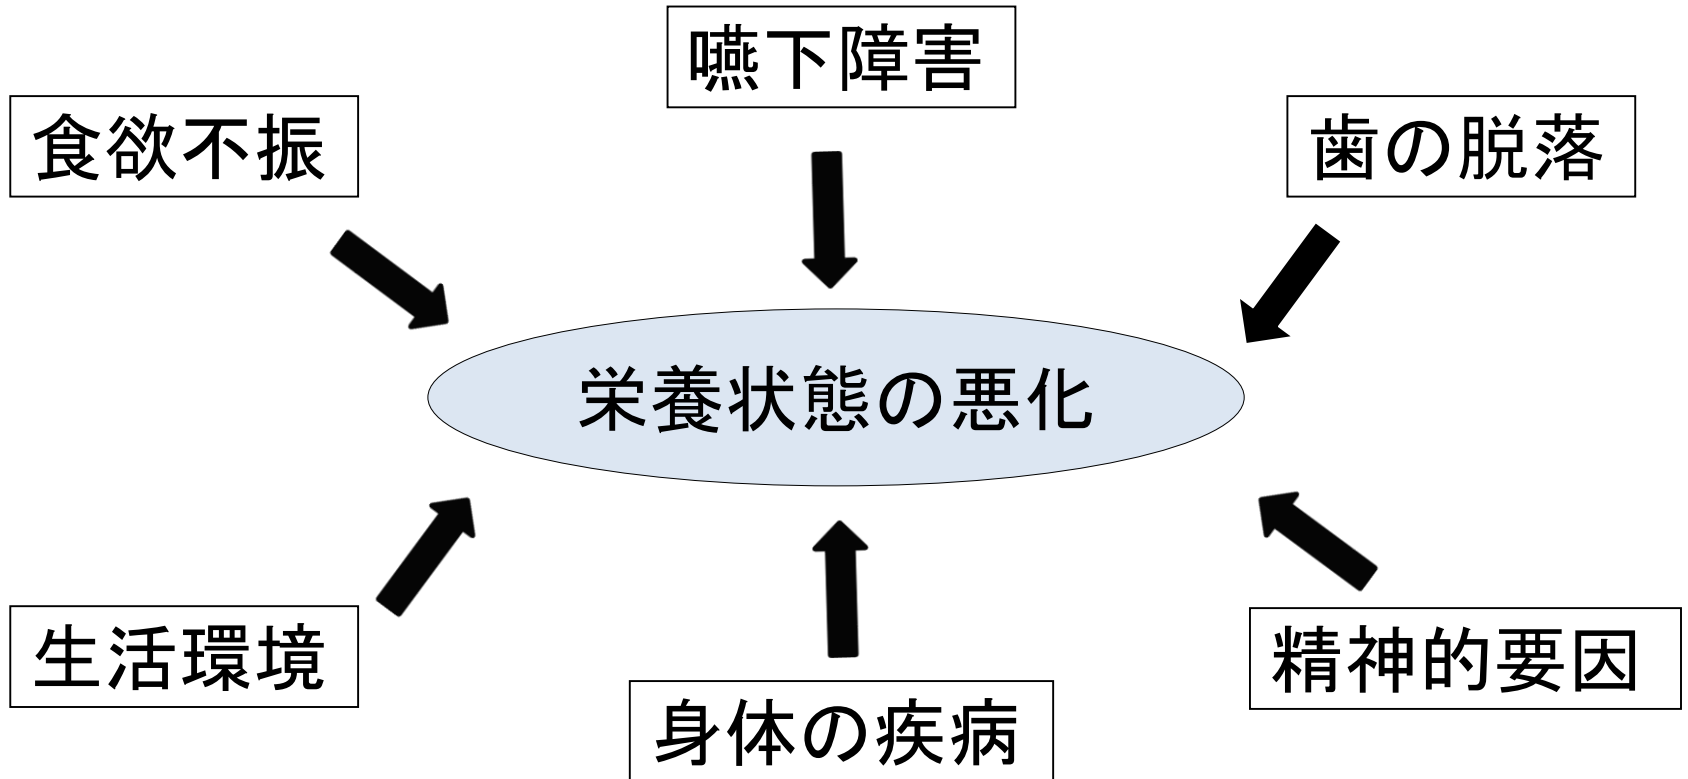 嚥下障害
食欲不振
歯の脱落
栄養状態の悪化
生活環境
精神的要因
身体の疾病